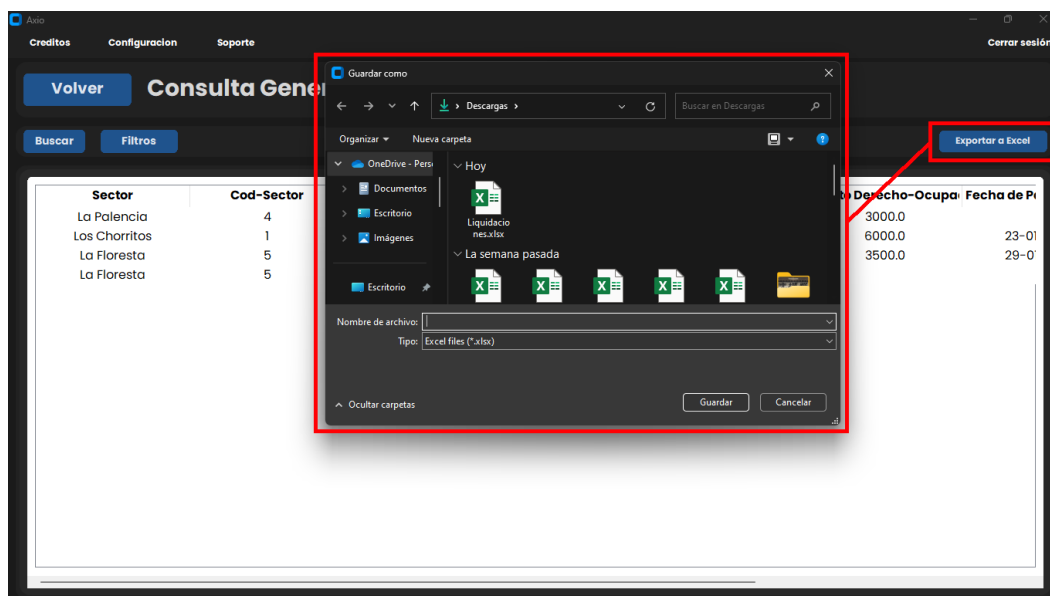 Axio
Creditos Configuracion Soporte Cerrar sesión
Volver Consulta Gene
Buscar Filtros Exportar a Excel
Guardar como
Descargas Buscar en Descargas
Organizar Nueva carpeta
OneDrive - Pers
Documentos
Escritorio
Imágenes
Escritorio
Hoy
Liquidacio
nes.xlsx
La semana pasada
Nombre de archivo:
Tipo: Excel files (*.xlsx)
Ocultar carpetas Guardar Cancelar
Sector Cod-Sector Derecho-Ocupa Fecha de P
La Palencia 4 3000.0
Los Chorritos 1 6000.0 23-01
La Floresta 5 3500.0 29-0
La Floresta 5